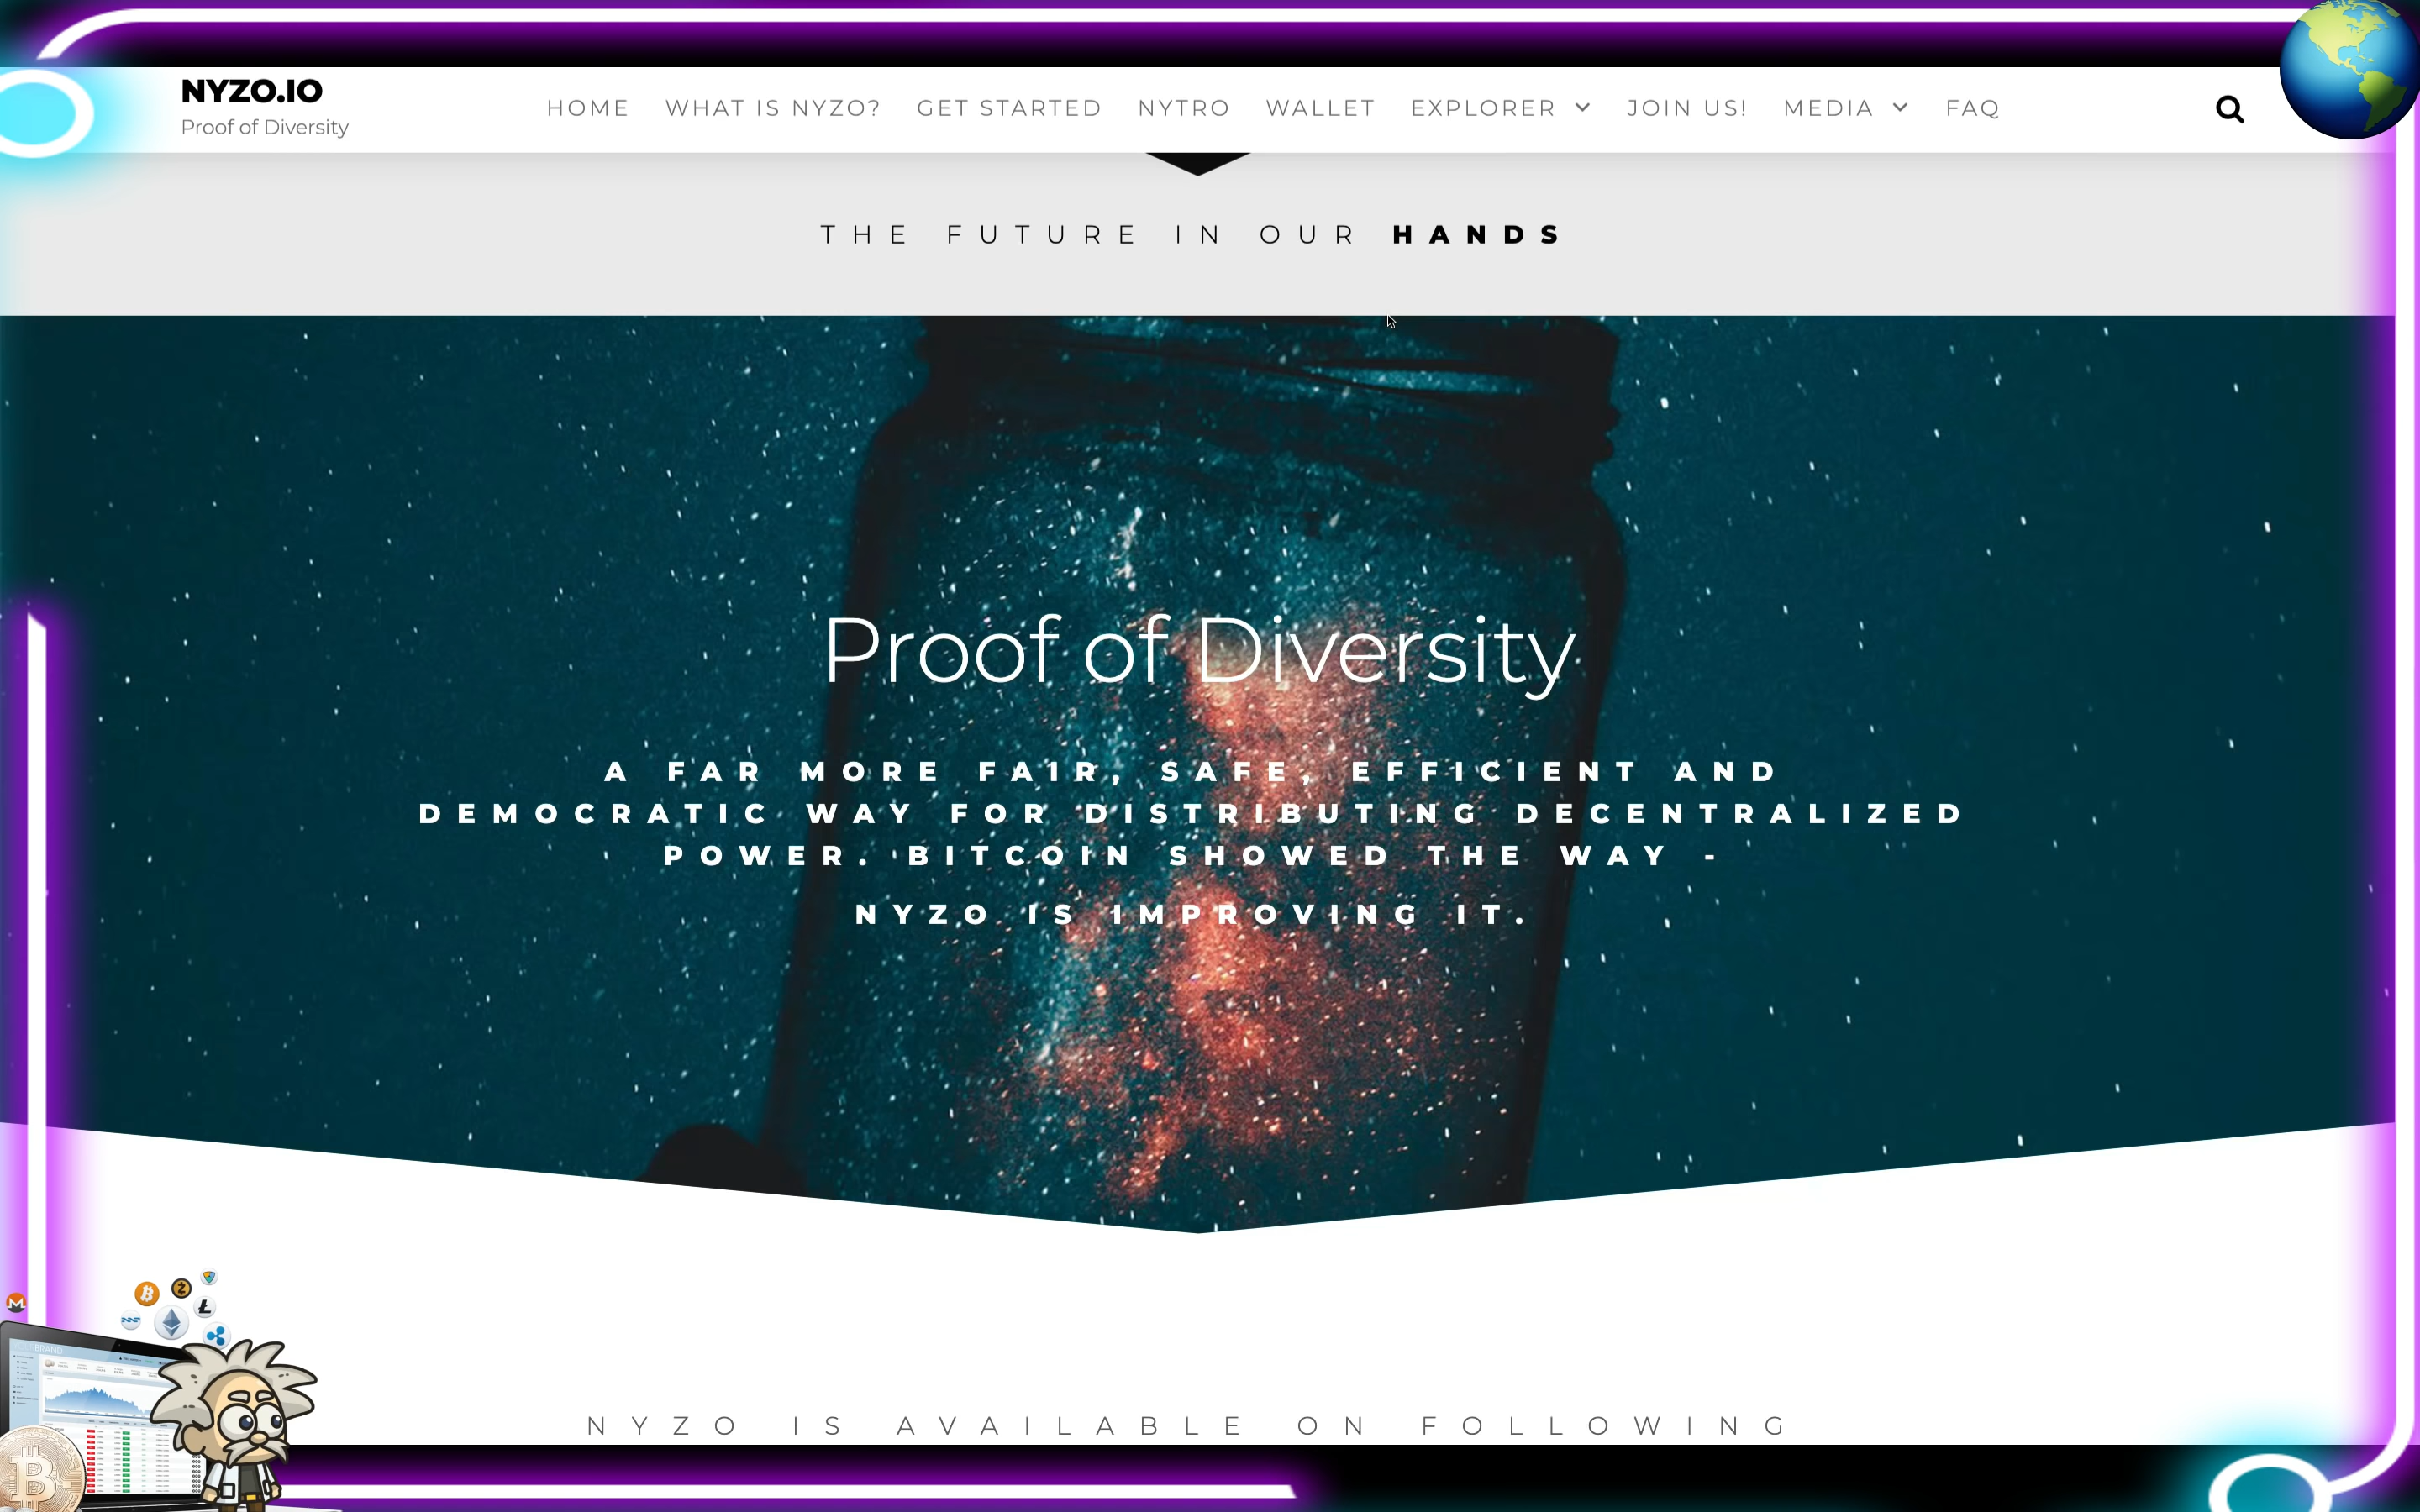 NYZO.IO
Proof of Diversity
HOME WHAT IS NYZO? GET STARTED NYTRO WALLET EXPLORER JOIN US! MEDIA FAQ
THE FUTURE IN OUR HANDS
Proof of Diversity
A FAR MORE FAIR, SAFE, EFFICIENT AND
DEMOCRATIC WAY FOR DISTRIBUTING DECENTRALIZED
POWER. BITCOIN SHOWED THE WAY -
NYZO IS IMPROVING IT.
BRAND
NYZO IS AVAILABLE ON FOLLOWING